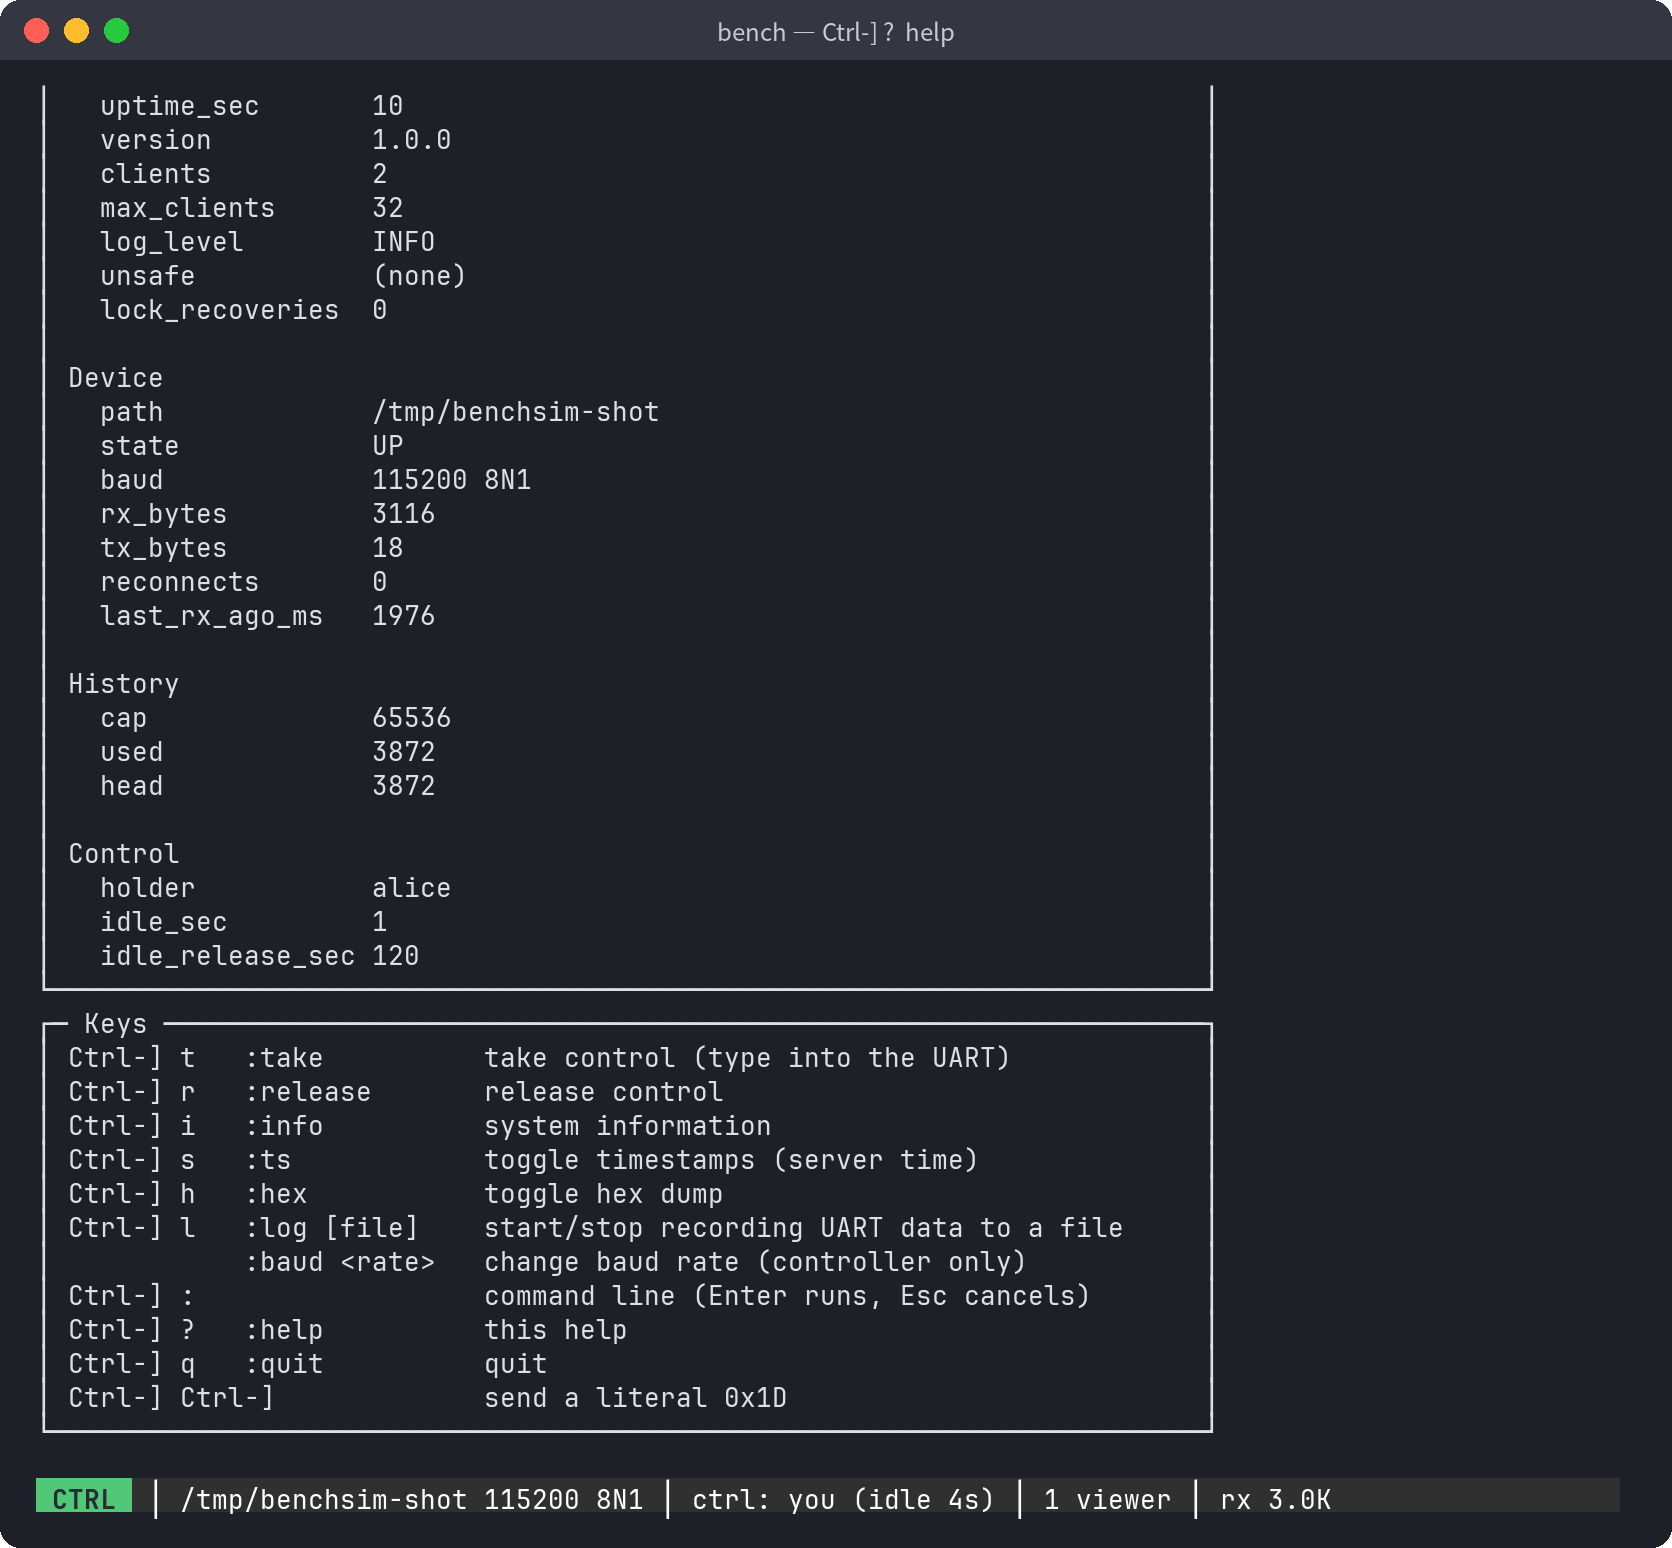 bench — Ctrl-] ? help
uptime_sec 10
version 1.0.0
clients 2
max_clients 32
log_level INFO
unsafe (none)
lock_recoveries 0
Device
path /tmp/benchsim-shot
state UP
baud 115200 8N1
rx_bytes 3116
tx_bytes 18
reconnects 0
last_rx_ago_ms 1976
History
cap 65536
used 3872
head 3872
Control
holder alice
idle_sec 1
idle_release_sec 120
Keys
Ctrl-] t :take take control (type into the UART)
Ctrl-] r :release release control
Ctrl-] i :info system information
Ctrl-] s :ts toggle timestamps (server time)
Ctrl-] h :hex toggle hex dump
Ctrl-] l :log [file] start/stop recording UART data to a file
:baud <rate> change baud rate (controller only)
Ctrl-] : command line (Enter runs, Esc cancels)
Ctrl-] ? :help this help
Ctrl-] q :quit quit
Ctrl-] Ctrl-] send a literal 0x1D
CTRL │ /tmp/benchsim-shot 115200 8N1 │ ctrl: you (idle 4s) │ 1 viewer │ rx 3.0K